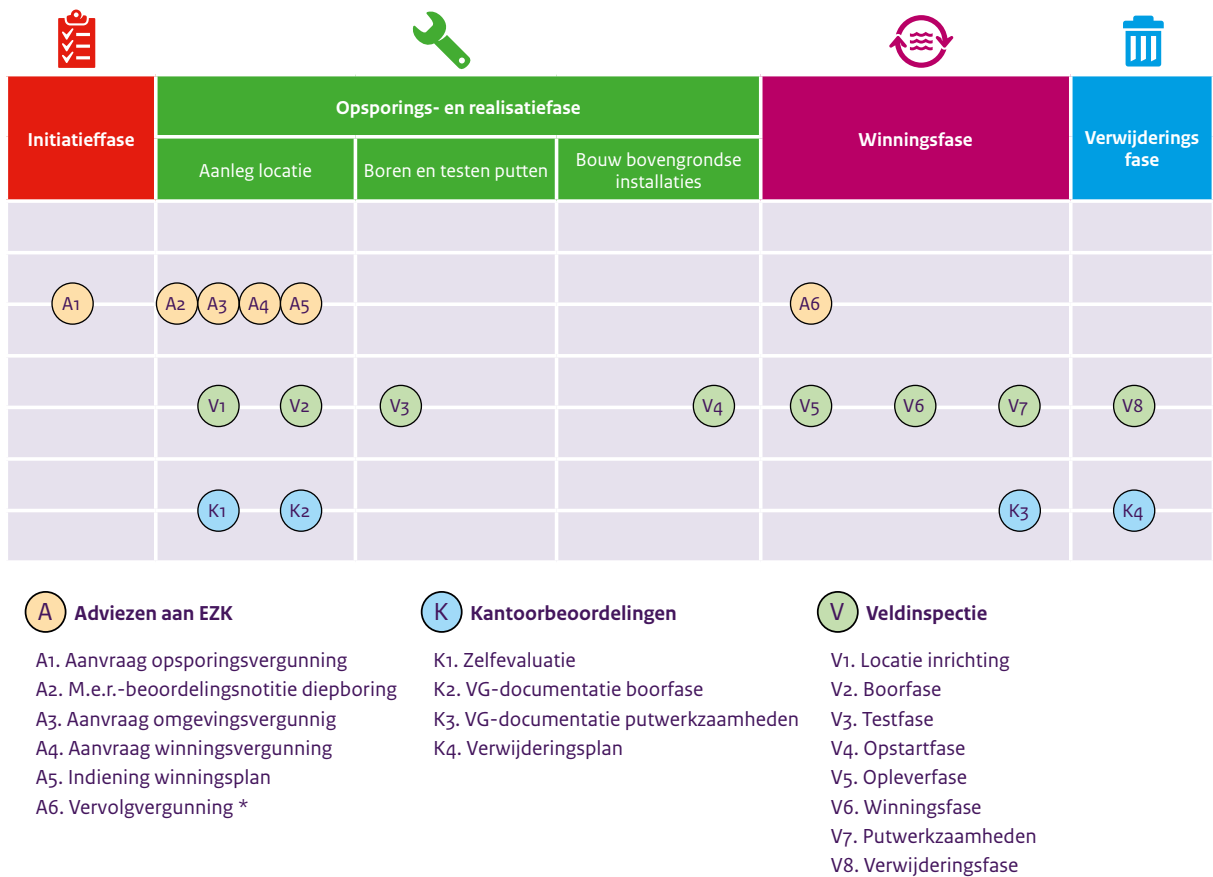 Initiatieffase
Opsporings- en realisatiefase
Aanleg locatie
Boren en testen putten
Bouw bovengrondse
installaties
Winningsfase
Verwijderings
fase
A1
A2
A3
A4
A5
A6
V1
V2
V3
V4
V5
V6
V7
V8
K1
K2
K3
K4
A Adviezen aan EZK
A1. Aanvraag opsporingsvergunning
A2. M.e.r.-beoordelingsnotitie diepboring
A3. Aanvraag omgevingsvergunnig
A4. Aanvraag winningsvergunning
A5. Indiening winningsplan
A6. Vervolgvergunning *
K Kantoorbeoordelingen
K1. Zelfevaluatie
K2. VG-documentatie boorfase
K3. VG-documentatie putwerkzaamheden
K4. Verwijderingsplan
V Veldinspectie
V1. Locatie inrichting
V2. Boorfase
V3. Testfase
V4. Opstartfase
V5. Opleverfase
V6. Winningsfase
V7. Putwerkzaamheden
V8. Verwijderingsfase